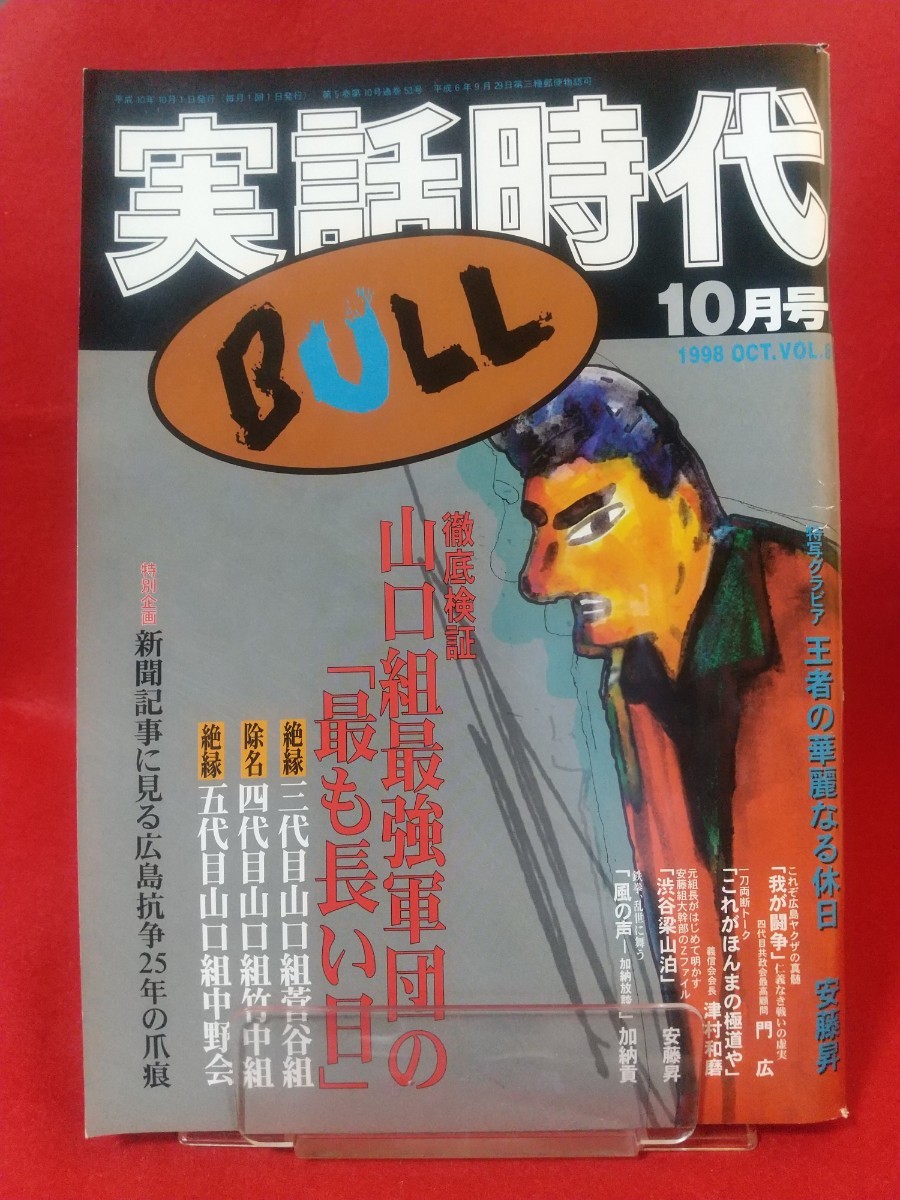 平成10年10月1日発行(毎月1回1日発行) 第5巻第10号通巻53号 平成6年9月29日第三種郵便物認可
実話時代
BULL
10月号
1998 OCT. VOL.
特写グラビア 王者の華麗なる休日 安藤昇
これぞ広島ヤクザの真髄
「我が闘争」仁義なき戦いの虚実
四代目共政会最高顧問 門 広
一刀両断トーク
「これがほんまの極道や」
義信会会長 津村和磨
元組長がはじめて明かす
安藤組大幹部のZファイル
「渋谷梁山泊」 安藤昇
鉄拳、乱世に舞う
「風の声ー加納放談」加納貢
徹底検証
山口組最強軍団の
「最も長い日」
絶縁 三代目山口組菅谷組
除名 四代目山口組竹中組
絶縁 五代目山口組中野会
特別企画 新聞記事に見る広島抗争25年の爪痕